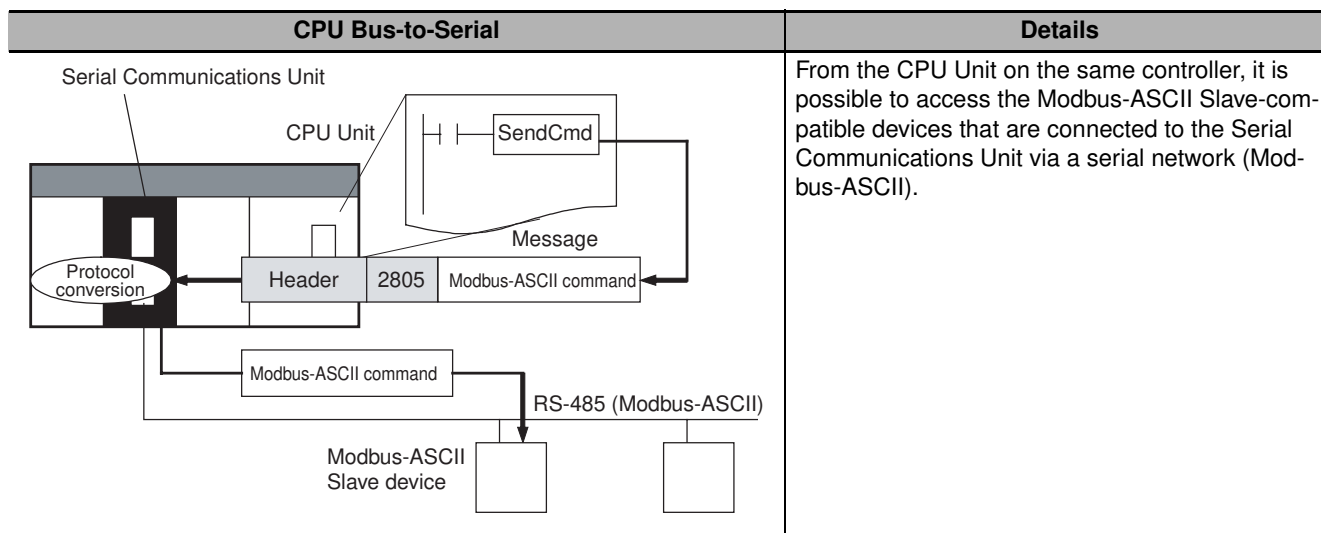 CPU Bus-to-Serial
Details
Serial Communications Unit
CPU Unit
SendCmd
Message
Protocol
conversion
Header
2805
Modbus-ASCII command
Modbus-ASCII command
RS-485 (Modbus-ASCII)
Modbus-ASCII
Slave device
From the CPU Unit on the same controller, it is
possible to access the Modbus-ASCII Slave-com-
patible devices that are connected to the Serial
Communications Unit via a serial network (Mod-
bus-ASCII).